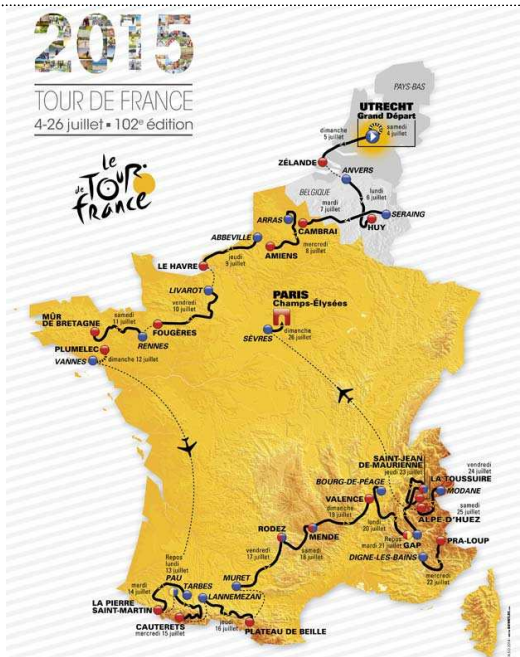 2015
TOUR DE FRANCE
4-26 juillet ▪ 102e édition
le
TOUR
de
france
PAYS-BAS
UTRECHT
Grand Départ
samedi
4 juillet
dimanche
5 juillet
ZÉLANDE
ANVERS
lundi
6 juillet
BELGIQUE
mardi
7 juillet
SERAING
HUY
ARRAS
CAMBRAI
mercredi
8 juillet
AMIENS
ABBEVILLE
jeudi
9 juillet
LE HAVRE
LIVAROT
vendredi
10 juillet
FOUGÈRES
samedi
11 juillet
MÛR
DE BRETAGNE
RENNES
PLUMELEC
VANNES
dimanche 12 juillet
PARIS
Champs-Élysées
SÈVRES
dimanche
26 juillet
Repos
lundi
13 juillet
PAU
mardi
14 juillet
TARBES
LA PIERRE
SAINT-MARTIN
CAUTERETS
mercredi 15 juillet
LANNEMEZAN
jeudi
16 juillet
PLATEAU DE BEILLE
MURET
vendredi
17 juillet
RODEZ
samedi
18 juillet
MENDE
dimanche
19 juillet
VALENCE
BOURG-DE-PÉAGE
lundi
20 juillet
Repos
mardi 21 juillet
GAP
DIGNE-LES-BAINS
mercredi
22 juillet
PRA-LOUP
SAINT-JEAN
DE-MAURIENNE
jeudi 23 juillet
vendredi
24 juillet
LA TOUSSUIRE
MODANE
samedi
25 juillet
ALPE D'HUEZ